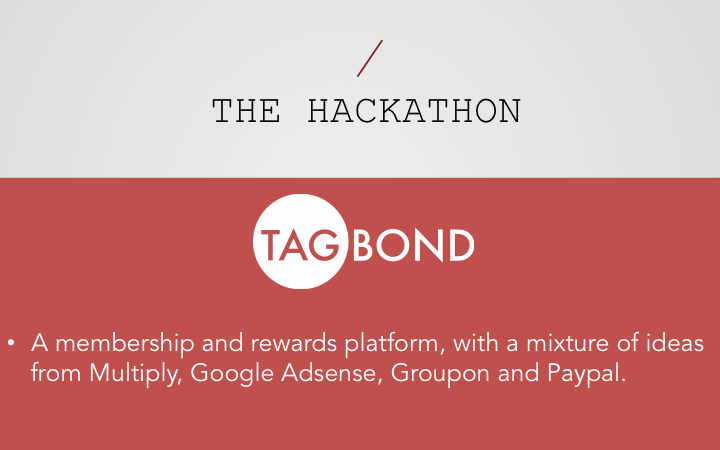 THE HACKATHON
TAGBOND
• A membership and rewards platform, with a mixture of ideas
from Multiply, Google Adsense, Groupon and Paypal.